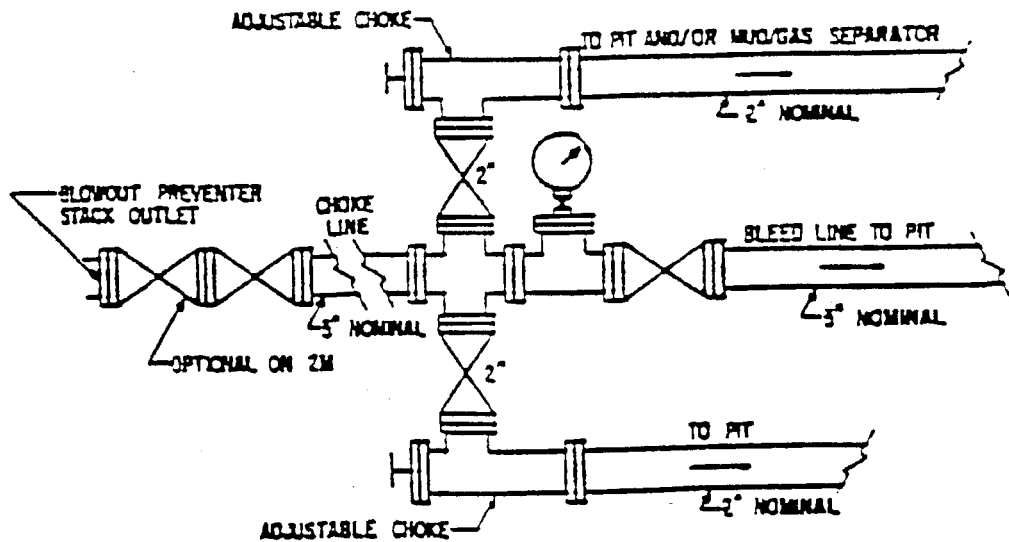 ADJUSTABLE CHOKE
TO PIT AND/OR MUD/GAS SEPARATOR
2" NOMINAL
2"
BLOWOUT PREVENTER
STACK OUTLET
CHOKE
LINE
BLEED LINE TO PIT
3" NOMINAL
3" NOMINAL
OPTIONAL ON 2M
2"
TO PIT
2" NOMINAL
ADJUSTABLE CHOKE